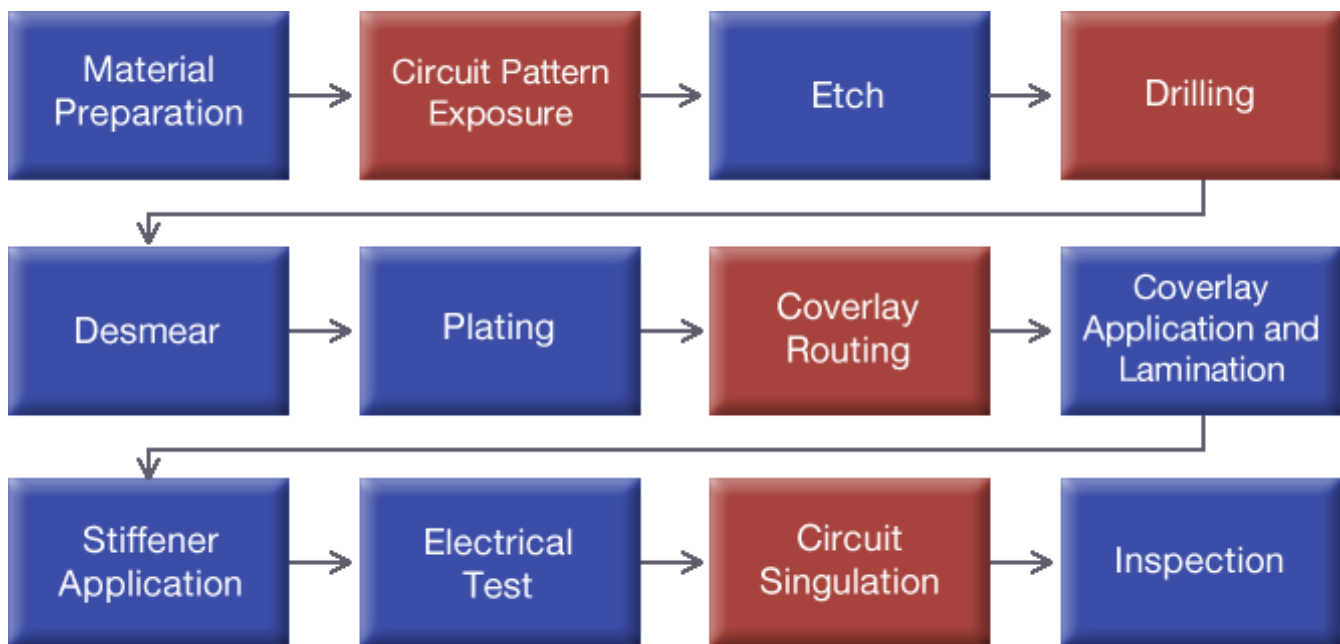 Material
Preparation
Circuit Pattern
Exposure
Etch
Drilling
Desmear
Plating
Coverlay
Routing
Coverlay
Application and
Lamination
Stiffener
Application
Electrical
Test
Circuit
Singulation
Inspection